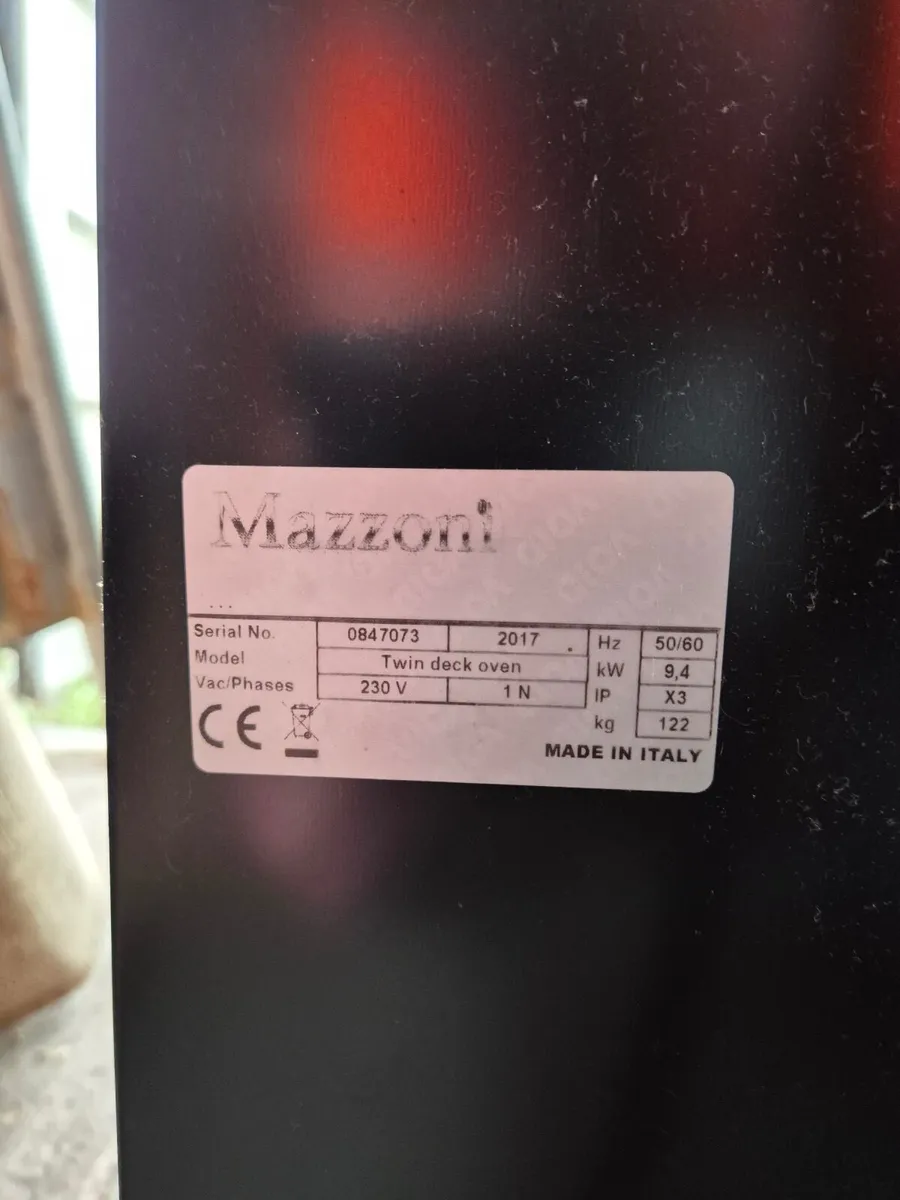 Mazzoni
...
Serial No. 0847073 2017 . Hz 50/60
Model Twin deck oven kW 9,4
Vac/Phases 230 V 1 N IP X3
kg 122
CE
MADE IN ITALY